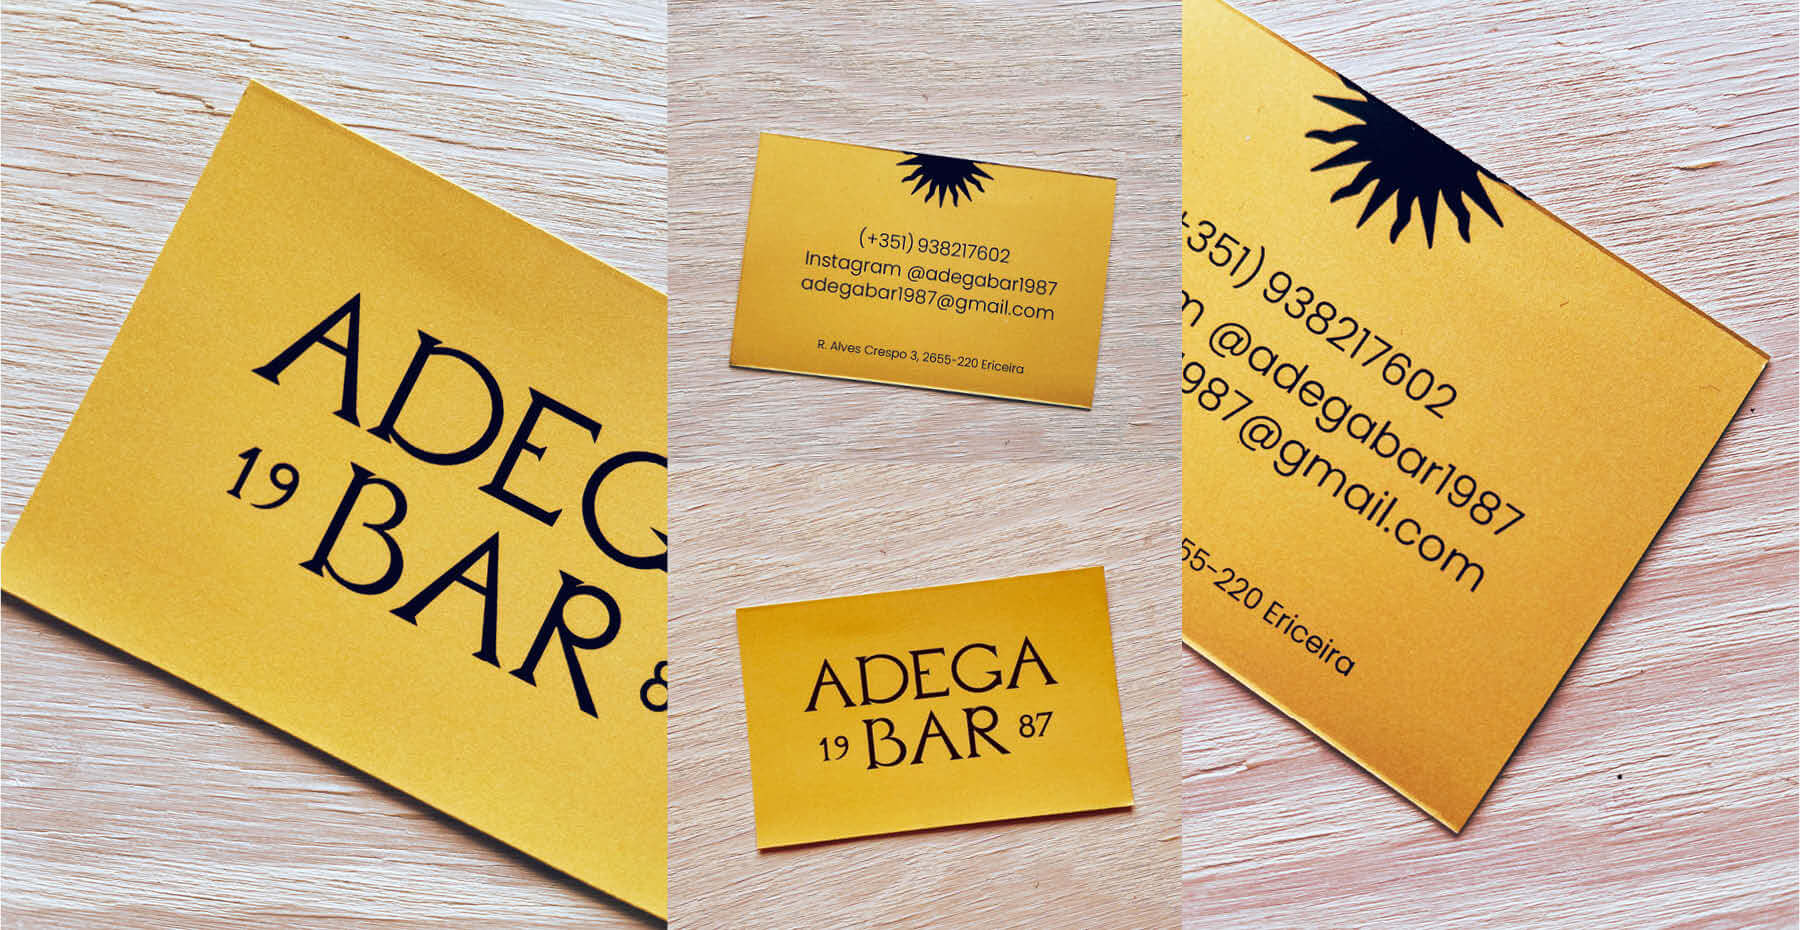 ADEGA
19 BAR 8
(+351) 938217602
Instagram @adegabar1987
adegabar1987@gmail.com
R. Alves Crespo 3, 2655-220 Ericeira
ADEGA
19 BAR 87
+351) 938217602
m @adegabar1987
987@gmail.com
55-220 Ericeira